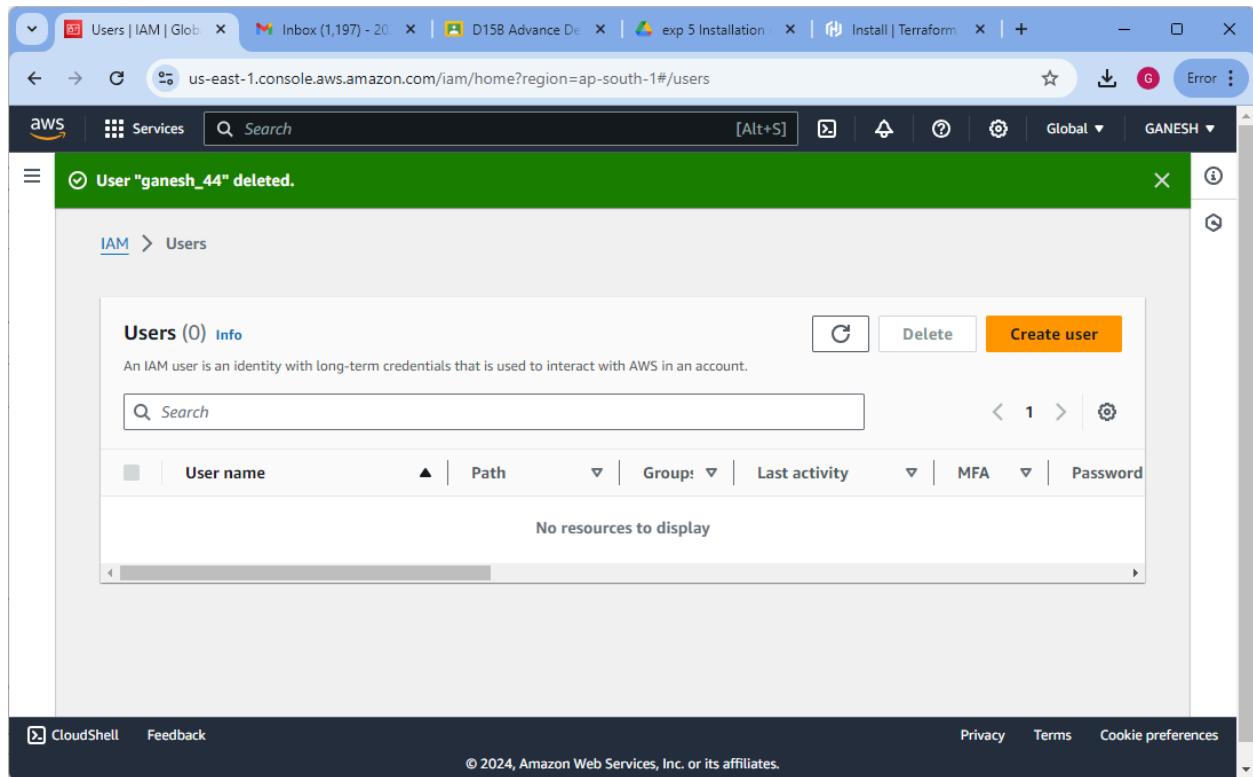 Users | IAM | Glob Inbox (1,197) - 20 D15B Advance De exp 5 Installation Install | Terraform
us-east-1.console.aws.amazon.com/iam/home?region=ap-south-1#/users G Error
aws Services Search [Alt+S] Global GANESH
User "ganesh_44" deleted.
IAM > Users
Users (0) Info Delete Create user
An IAM user is an identity with long-term credentials that is used to interact with AWS in an account.
Search 1
User name Path Groups Last activity MFA Password
No resources to display
CloudShell Feedback Privacy Terms Cookie preferences
© 2024, Amazon Web Services, Inc. or its affiliates.